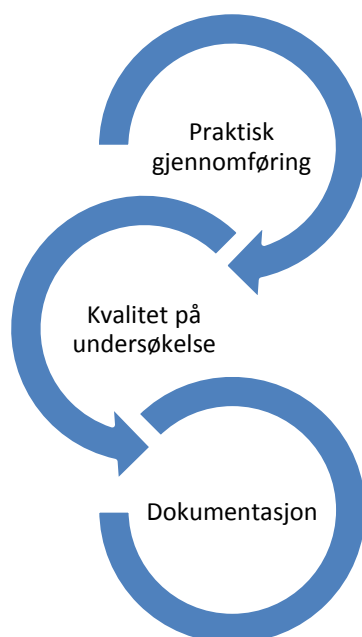 Praktisk
gjennomføring
Kvalitet på
undersøkelse
Dokumentasjon